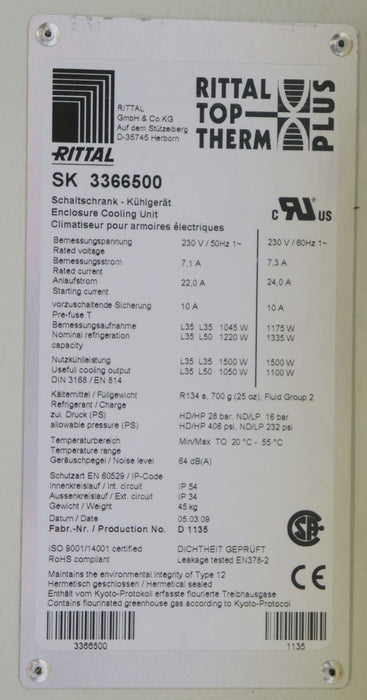 RITTAL
RITTAL
GmbH & Co.KG
Auf dem Stützelberg
D-35745 Herborn
RITTAL
TOP
THERM
PLUS
SK 3366500
Schaltschrank - Kühlgerät
Enclosure Cooling Unit
Climatiseur pour armoires électriques
C RU US
Bemessungspannung 230 V / 50Hz 1~ 230 V / 60Hz 1~
Rated voltage
Bemessungsstrom 7,1 A 7,3 A
Rated current
Anlaufstrom 22,0 A 24,0 A
Starting current
vorzuschaltende Sicherung 10 A 10 A
Pre-fuse T
Bemessungsaufnahme L35 L35 1045 W 1175 W
Nominal refrigeration L35 L50 1220 W 1335 W
capacity
Nutzkühlleistung L35 L35 1500 W 1500 W
Usefull cooling output L35 L50 1050 W 1100 W
DIN 3168 / EN 814
Kältemittel / Füllgewicht R134 a, 700 g (25 oz), Fluid Group 2
Refrigerant / Charge
zul. Druck (PS) HD/HP 28 bar, ND/LP 16 bar
allowable pressure (PS) HD/HP 406 psi, ND/LP 232 psi
Temperaturbereich Min/Max TO 20°C - 55°C
Temperature range
Geräuschpegel / Noise level 64 dB(A)
Schutzart EN 60529 / IP-Code
Innenkreislauf / Int. circuit IP 54
Aussenkreislauf / Ext. circuit IP 34
Gewicht / Weight 45kg
Datum / Date 05.03.09
Fabr.-Nr. / Production No. D 1135
SA
ISO 9001/14001 certified DICHTHEIT GEPRÜFT
RoHS compliant Leakage tested EN378-2
CE
Maintains the environmental integrity of Type 12
Hermetisch geschlossen / Hermetical sealed
Enthält vom Kyoto-Protokoll erfasste flourierte Treibhausgase
Contains flourinated greenhouse gas according to Kyoto-Protocol
3366500 1135